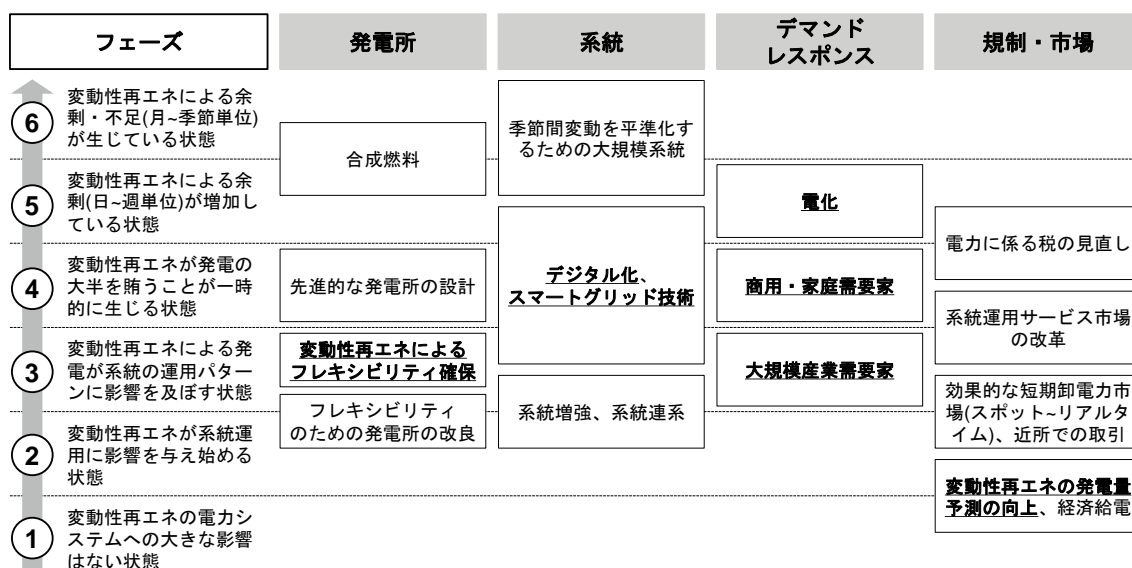 フェーズ
発電所
系統
デマンド
レスポンス
規制・市場
6
変動性再エネによる余
剰・不足(月~季節単位)
が生じている状態
5
変動性再エネによる余
剰(日~週単位)が増加し
ている状態
4
変動性再エネが発電の
大半を賄うことが一時
的に生じる状態
3
変動性再エネによる発
電が系統の運用パター
ンに影響を及ぼす状態
2
変動性再エネが系統運
用に影響を与え始める
状態
1
変動性再エネの電力シ
ステムへの大きな影響
はない状態
合成燃料
先進的な発電所の設計
変動性再エネによる
フレキシビリティ確保
フレキシビリティ
のための発電所の改良
季節間変動を平準化す
るための大規模系統
デジタル化、
スマートグリッド技術
系統増強、系統連系
電化
商用・家庭需要家
大規模産業需要家
電力に係る税の見直し
系統運用サービス市場
の改革
効果的な短期卸電力市
場(スポット~リアルタ
イム)、近所での取引
変動性再エネの発電量
予測の向上、経済給電